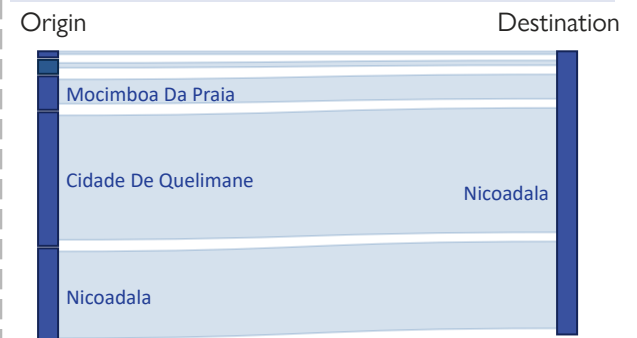 Origin
Destination
Mocimboa Da Praia
Cidade De Quelimane
Nicoadala
Nicoadala